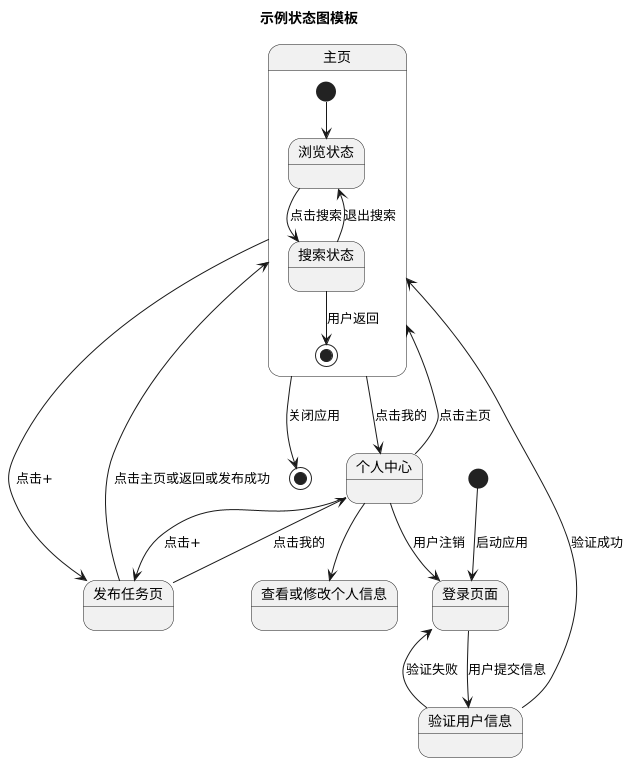 示例状态图模板
主页
浏览状态
点击搜索
退出搜索
搜索状态
用户返回
关闭应用
点击我的
点击主页
个人中心
点击+
点击主页或返回或发布成功
点击+
点击我的
用户注销
启动应用
验证成功
发布任务页
查看或修改个人信息
登录页面
验证失败
用户提交信息
验证用户信息